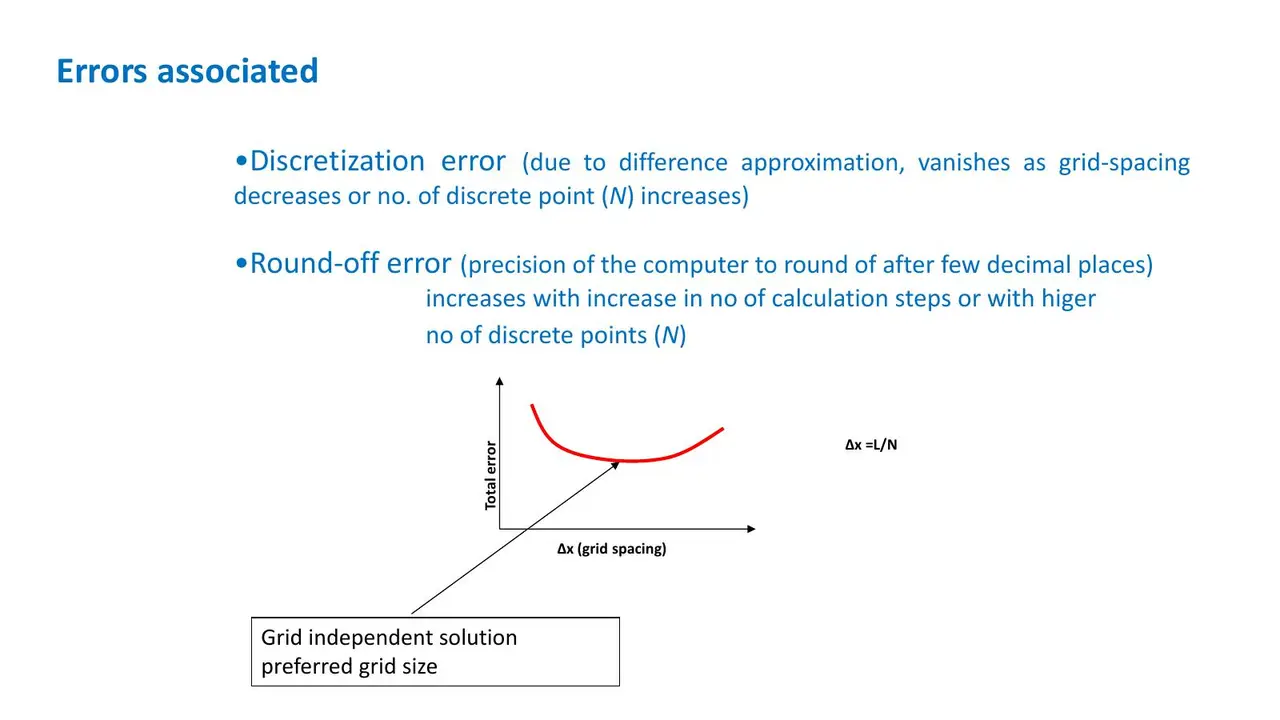 Errors associated
•Discretization error (due to difference approximation, vanishes as grid-spacing
decreases or no. of discrete point (N) increases)
•Round-off error (precision of the computer to round of after few decimal places)
increases with increase in no of calculation steps or with higer
no of discrete points (N)
Total error
Δx =L/N
Δx (grid spacing)
Grid independent solution
preferred grid size